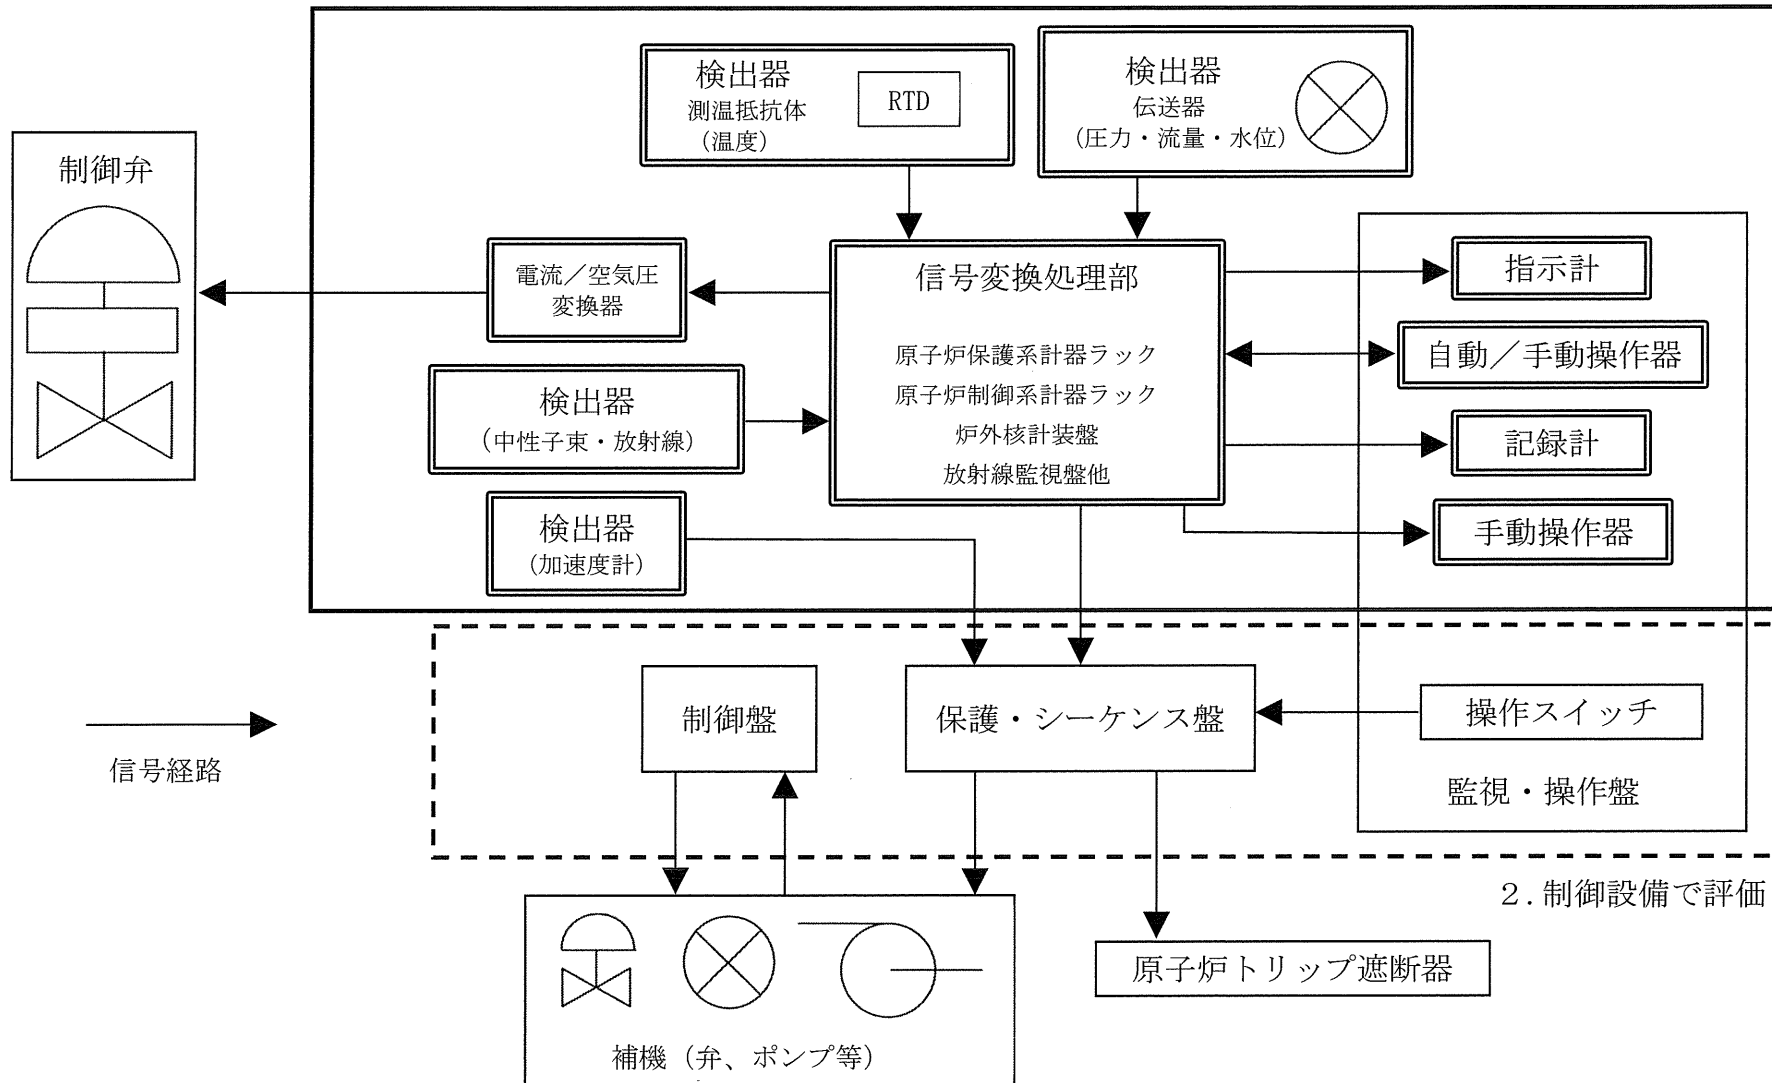 検出器
測温抵抗体
(温度)
RTD
検出器
伝送器
(圧力・流量・水位)
制御弁
電流／空気圧
変換器
信号変換処理部
原子炉保護系計器ラック
原子炉制御系計器ラック
炉外核計装盤
放射線監視盤他
指示計
自動／手動操作器
記録計
手動操作器
検出器
(中性子束・放射線)
検出器
(加速度計)
制御盤
保護・シーケンス盤
操作スイッチ
監視・操作盤
信号経路
２.制御設備で評価
原子炉トリップ遮断器
補機（弁、ポンプ等）